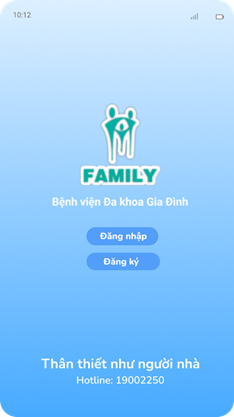 10:12
FAMILY
Bệnh viện Đa khoa Gia Đình
Đăng nhập
Đăng ký
Thân thiết như người nhà
Hotline: 19002250